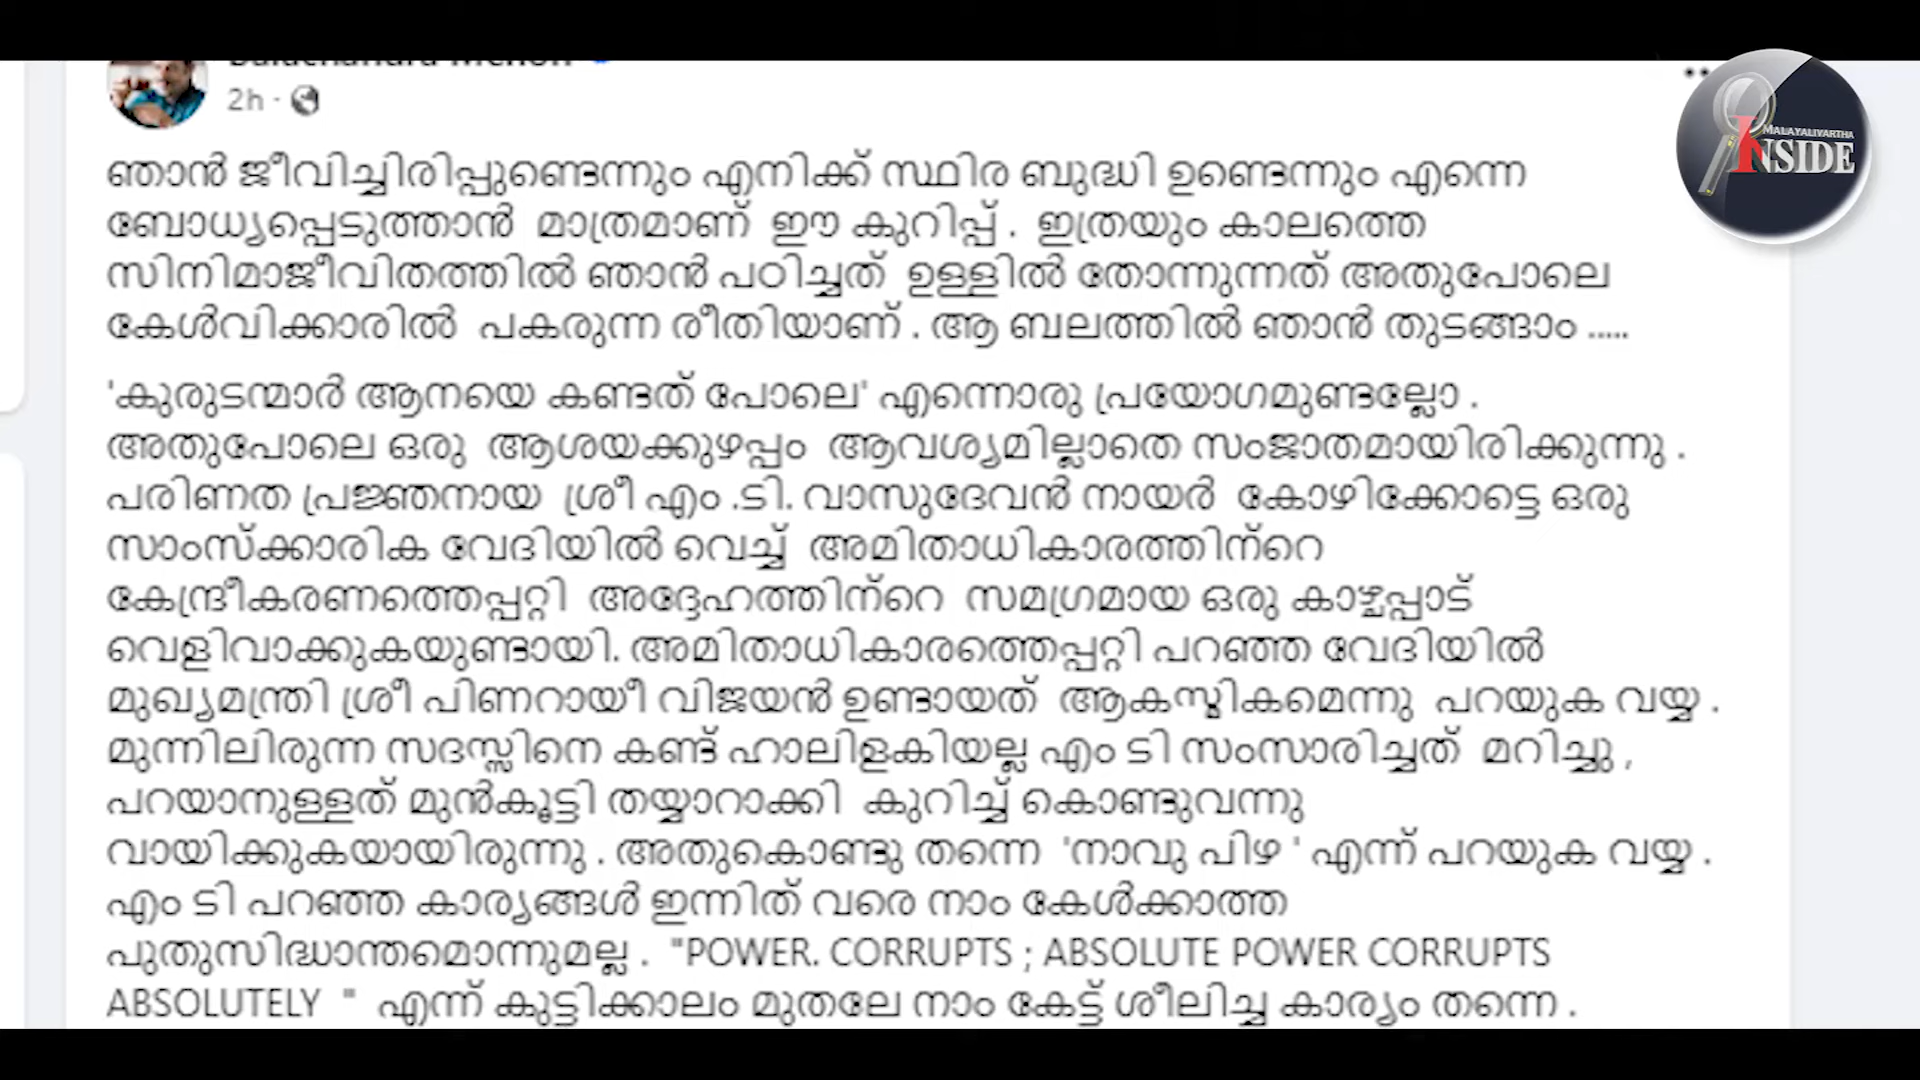 Balachandra Menon
2h ·
MALAYALIVARTHA
INSIDE
ഞാൻ ജീവിച്ചിരിപ്പുണ്ടെന്നും എനിക്ക് സ്ഥിര ബുദ്ധി ഉണ്ടെന്നും എന്നെ
ബോധ്യപ്പെടുത്താൻ മാത്രമാണ് ഈ കുറിപ്പ് . ഇത്രയും കാലത്തെ
സിനിമാജീവിതത്തിൽ ഞാൻ പഠിച്ചത് ഉള്ളിൽ തോന്നുന്നത് അതുപോലെ
കേൾവിക്കാരിൽ പകരുന്ന രീതിയാണ് . ആ ബലത്തിൽ ഞാൻ തുടങ്ങാം .....
'കുരുടന്മാർ ആനയെ കണ്ടത് പോലെ' എന്നൊരു പ്രയോഗമുണ്ടല്ലോ .
അതുപോലെ ഒരു ആശയക്കുഴപ്പം ആവശ്യമില്ലാതെ സംജാതമായിരിക്കുന്നു .
പരിണത പ്രജ്ഞനായ ശ്രീ എം .ടി. വാസുദേവൻ നായർ കോഴിക്കോട്ടെ ഒരു
സാംസ്ക്കാരിക വേദിയിൽ വെച്ച് അമിതാധികാരത്തിന്റെ
കേന്ദ്രീകരണത്തെപ്പറ്റി അദ്ദേഹത്തിന്റെ സമഗ്രമായ ഒരു കാഴ്ചപ്പാട്
വെളിവാക്കുകയുണ്ടായി. അമിതാധികാരത്തെപ്പറ്റി പറഞ്ഞ വേദിയിൽ
മുഖ്യമന്ത്രി ശ്രീ പിണറായീ വിജയൻ ഉണ്ടായത് ആകസ്മികമെന്നു പറയുക വയ്യ .
മുന്നിലിരുന്ന സദസ്സിനെ കണ്ട് ഹാലിളകിയല്ല എം ടി സംസാരിച്ചത് മറിച്ചു ,
പറയാനുള്ളത് മുൻകൂട്ടി തയ്യാറാക്കി കുറിച്ച് കൊണ്ടുവന്നു
വായിക്കുകയായിരുന്നു . അതുകൊണ്ടു തന്നെ 'നാവു പിഴ ' എന്ന് പറയുക വയ്യ .
എം ടി പറഞ്ഞ കാര്യങ്ങൾ ഇന്നിത് വരെ നാം കേൾക്കാത്ത
പുതുസിദ്ധാന്തമൊന്നുമല്ല . "POWER. CORRUPTS ; ABSOLUTE POWER CORRUPTS
ABSOLUTELY " എന്ന് കുട്ടിക്കാലം മുതലേ നാം കേട്ട് ശീലിച്ച കാര്യം തന്നെ .